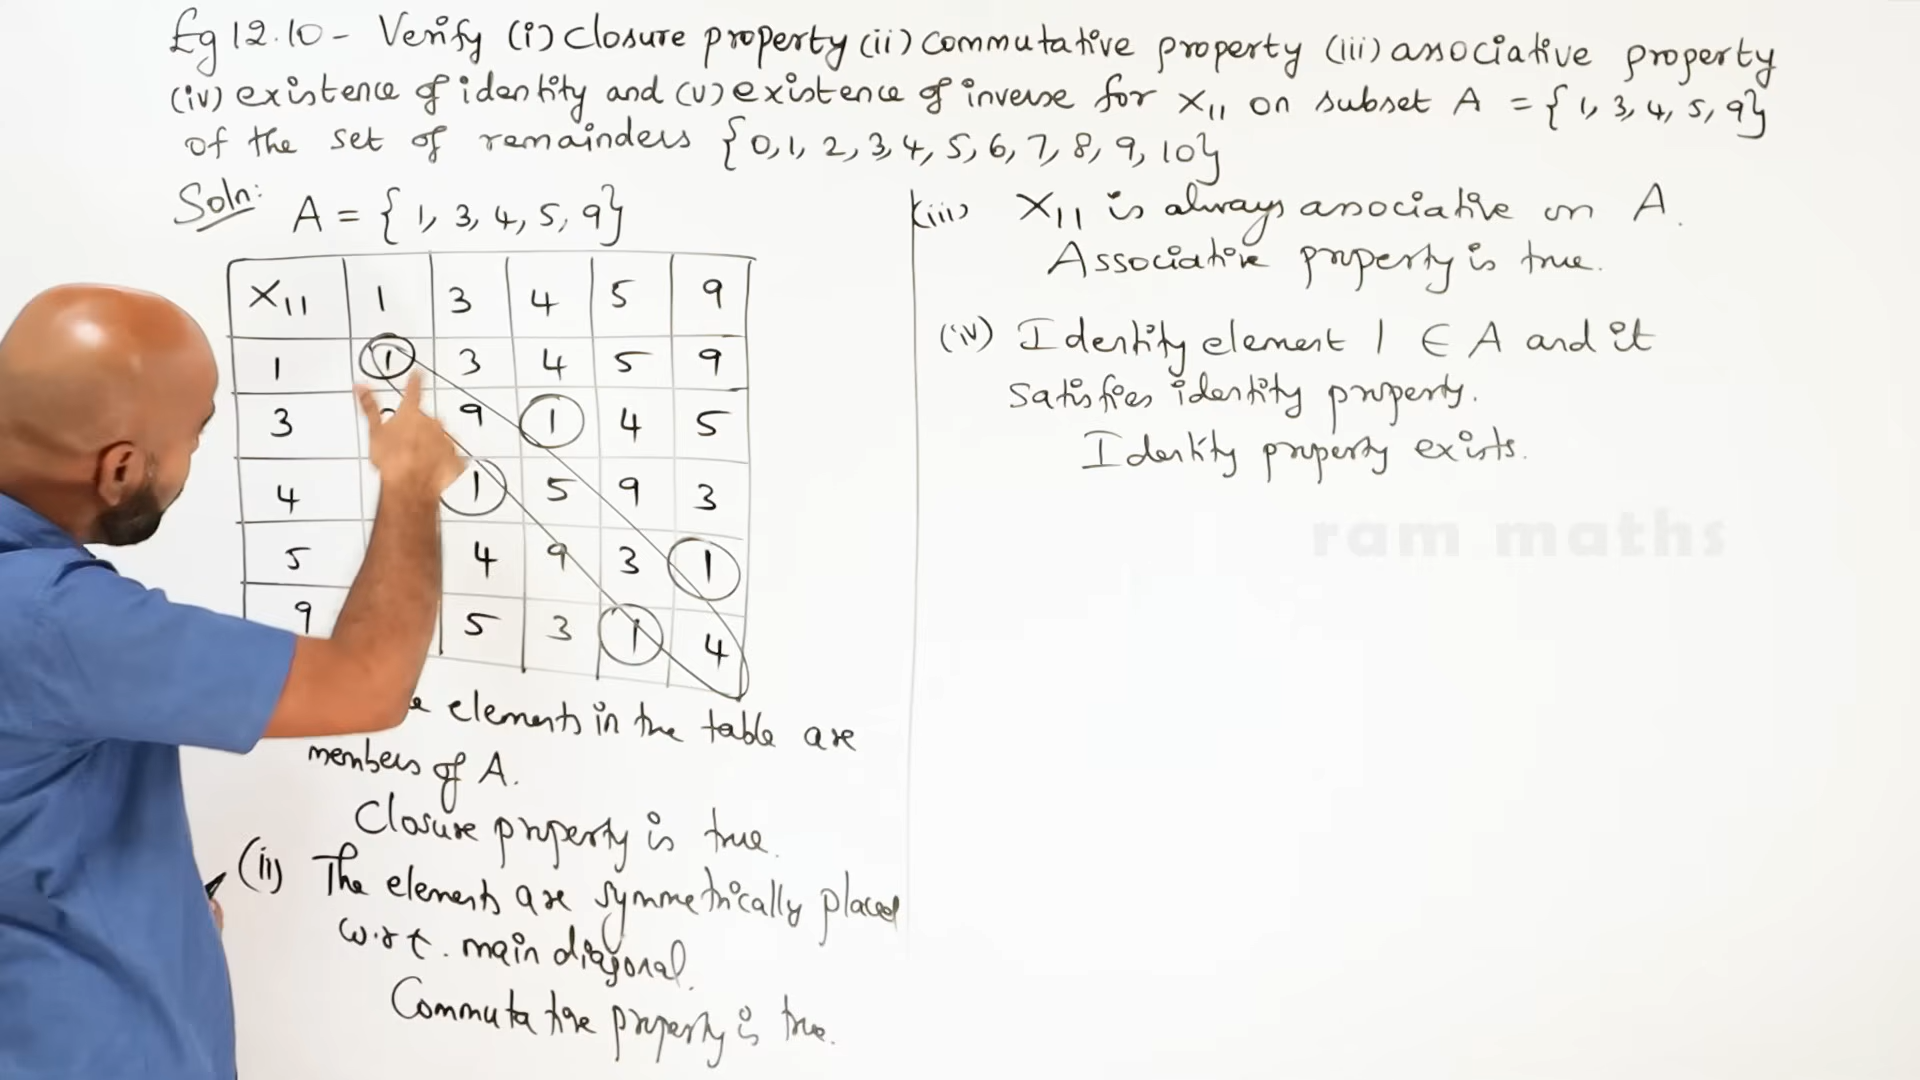 Eg 12.10 - Verify (i) closure property (ii) commutative property (iii) associative property
(iv) existence of identity and (v) existence of inverse for X11 on subset A = {1, 3, 4, 5, 9}
of the set of remainders {0, 1, 2, 3, 4, 5, 6, 7, 8, 9, 10}
Soln: A = {1, 3, 4, 5, 9}
X11 1 3 4 5 9
1 1 3 4 5 9
3 9 1 4 5
4 1 5 9 3
5 4 9 3 1
9 5 3 1 4
elements in the table are
members of A.
Closure property is true.
(ii) The elements are symmetrically placed
w.r.t. main diagonal.
Commutative property is true.
(iii) X11 is always associative on A.
Associative property is true.
(iv) Identity element 1 ∈ A and it
satisfies identity property.
Identity property exists.
ram maths